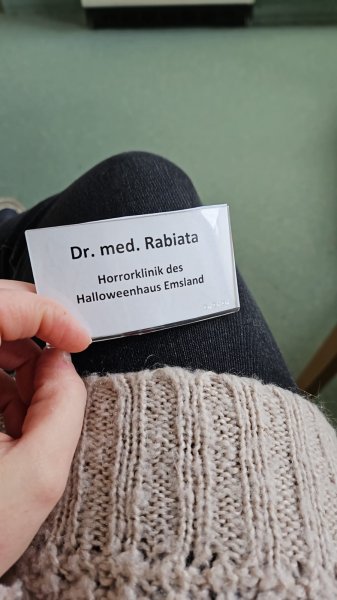 Dr. med. Rabiata
Horrorklinik des
Halloweenhaus Emsland